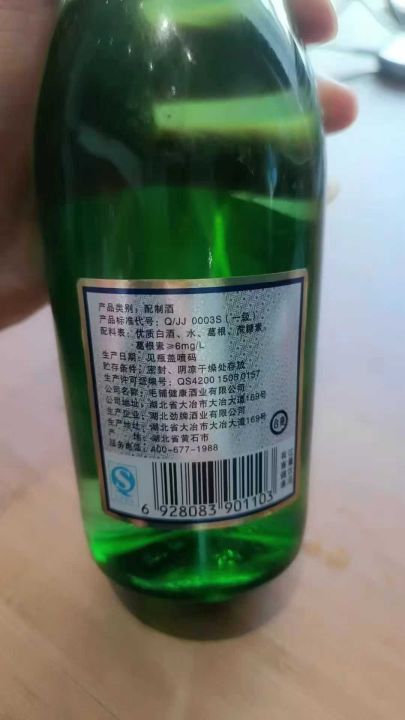 产品类别：配制酒
产品标准代号：Q/JJ 0003S（一级）
配料表：优质白酒、水、葛根、蔗糖素、
葛根素≥6mg/L
生产日期：见瓶盖喷码
贮存条件：密封、阴凉干燥处存放
生产许可证编号：QS4200 1508 0157
公司名称：毛铺健康酒业有限公司
公司地址：湖北省大冶市大冶大道169号
生产企业：湖北劲牌酒业有限公司
生产地址：湖北省大冶市大冶大道169号
产　　地：湖北省黄石市
服务电话：400-677-1988
6 928083 901103